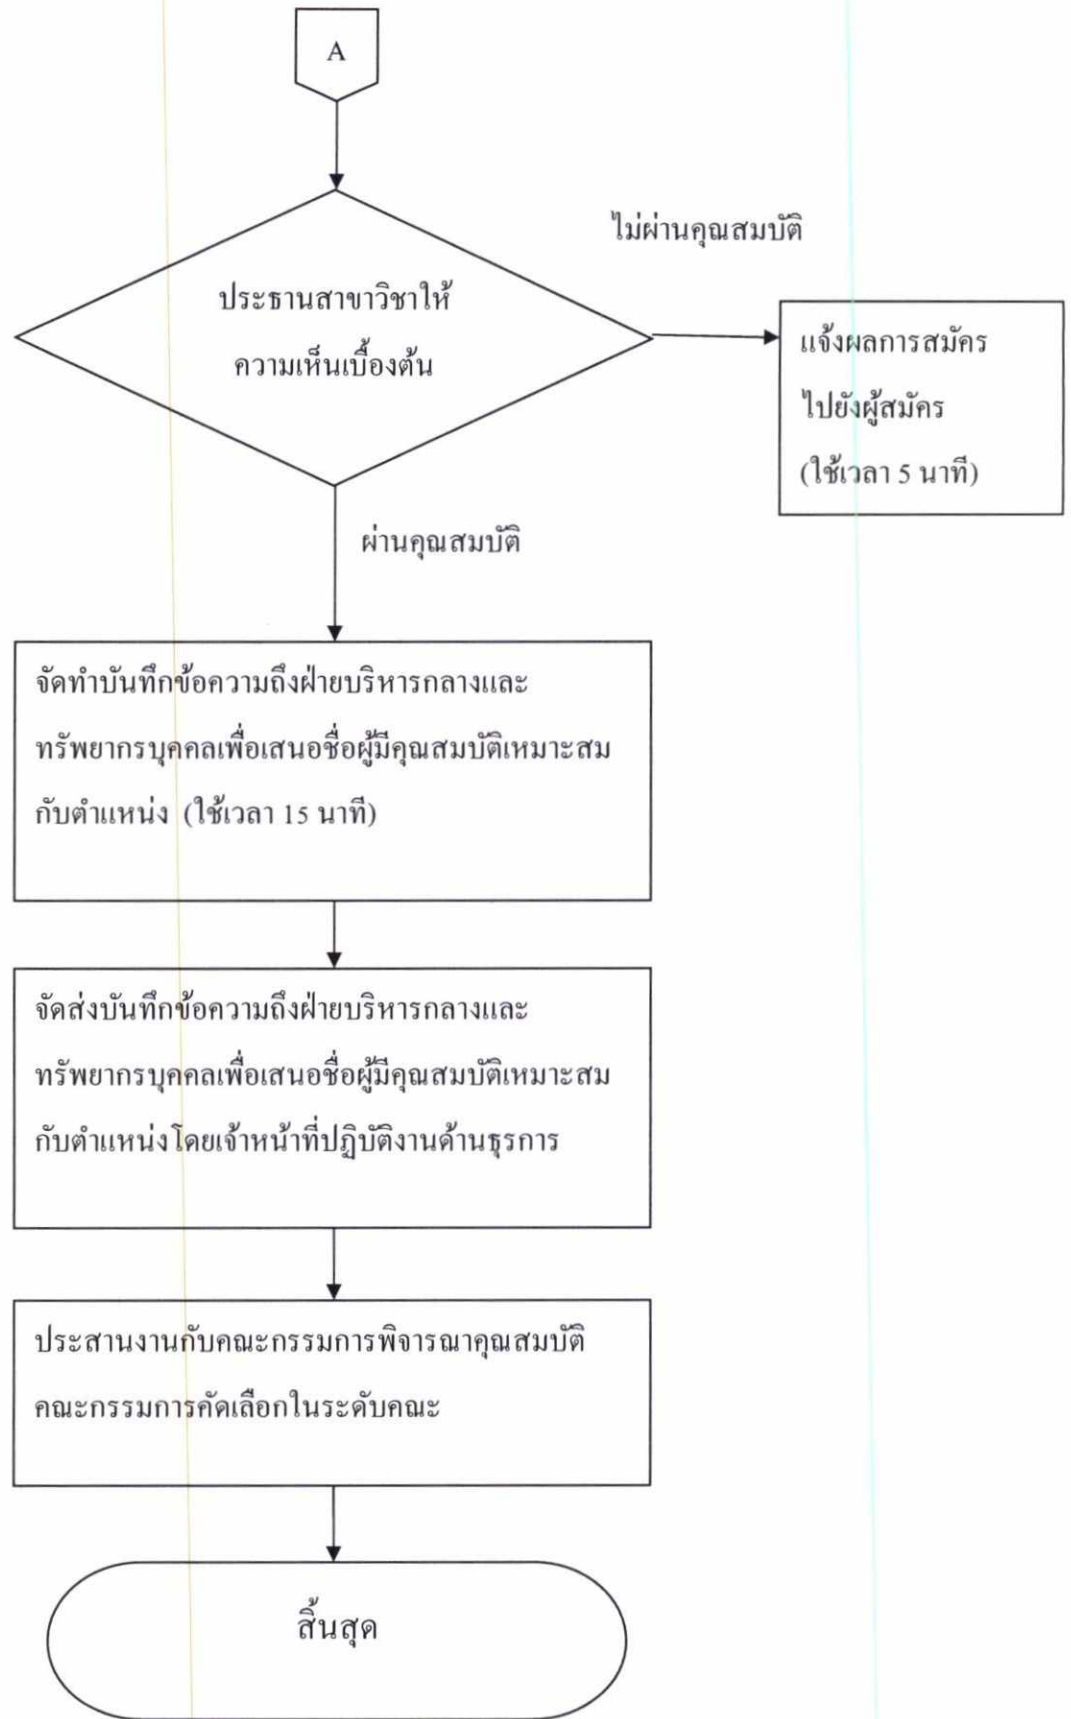 A
ประธานสาขาวิชาให้
ความเห็นเบื้องต้น
ไม่ผ่านคุณสมบัติ
แจ้งผลการสมัคร
ไปยังผู้สมัคร
(ใช้เวลา 5 นาที)
ผ่านคุณสมบัติ
จัดทำบันทึกข้อความถึงฝ่ายบริหารกลางและ
ทรัพยากรบุคคลเพื่อเสนอชื่อผู้มีคุณสมบัติเหมาะสม
กับตำแหน่ง (ใช้เวลา 15 นาที)
จัดส่งบันทึกข้อความถึงฝ่ายบริหารกลางและ
ทรัพยากรบุคคลเพื่อเสนอชื่อผู้มีคุณสมบัติเหมาะสม
กับตำแหน่งโดยเจ้าหน้าที่ปฏิบัติงานด้านธุรการ
ประสานงานกับคณะกรรมการพิจารณาคุณสมบัติ
คณะกรรมการคัดเลือกในระดับคณะ
สิ้นสุด